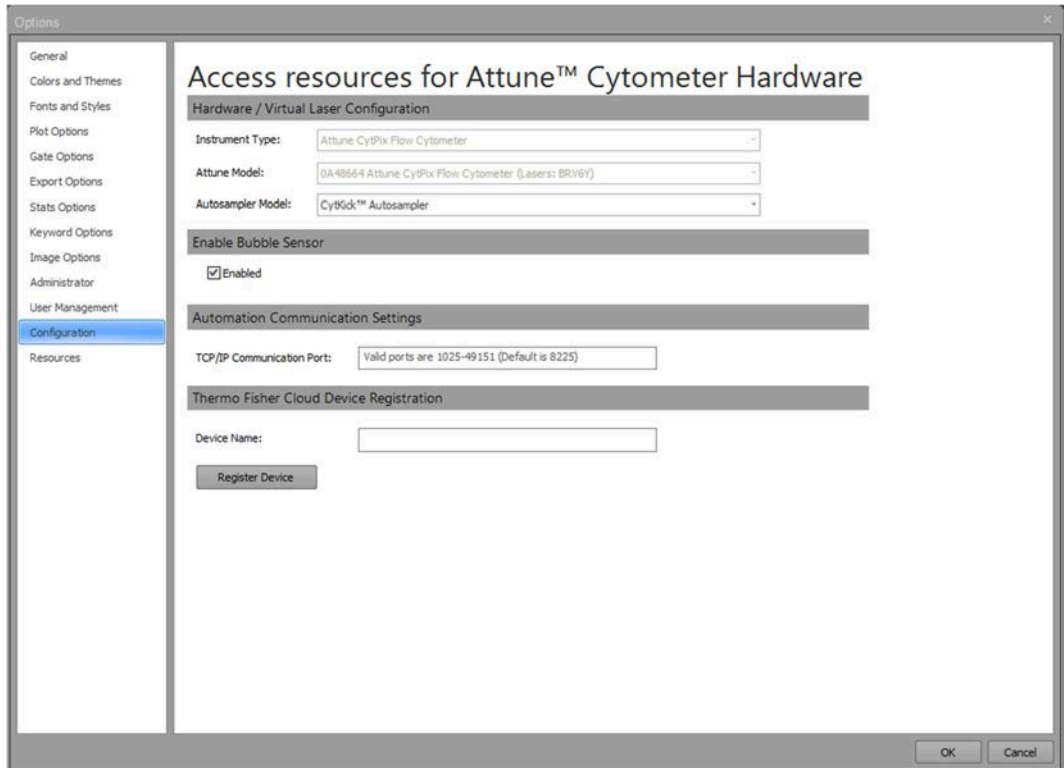 Options
General
Colors and Themes
Fonts and Styles
Plot Options
Gate Options
Export Options
Stats Options
Keyword Options
Image Options
Administrator
User Management
Configuration
Resources
Access resources for Attune™ Cytometer Hardware
Hardware / Virtual Laser Configuration
Instrument Type: Attune CytPix Flow Cytometer
Attune Model: 0A48664 Attune CytPix Flow Cytometer (Lasers: BRV6Y)
Autosampler Model: CytKick™ Autosampler
Enable Bubble Sensor
Enabled
Automation Communication Settings
TCP/IP Communication Port: Valid ports are 1025-49151 (Default is 8225)
Thermo Fisher Cloud Device Registration
Device Name:
Register Device
OK Cancel